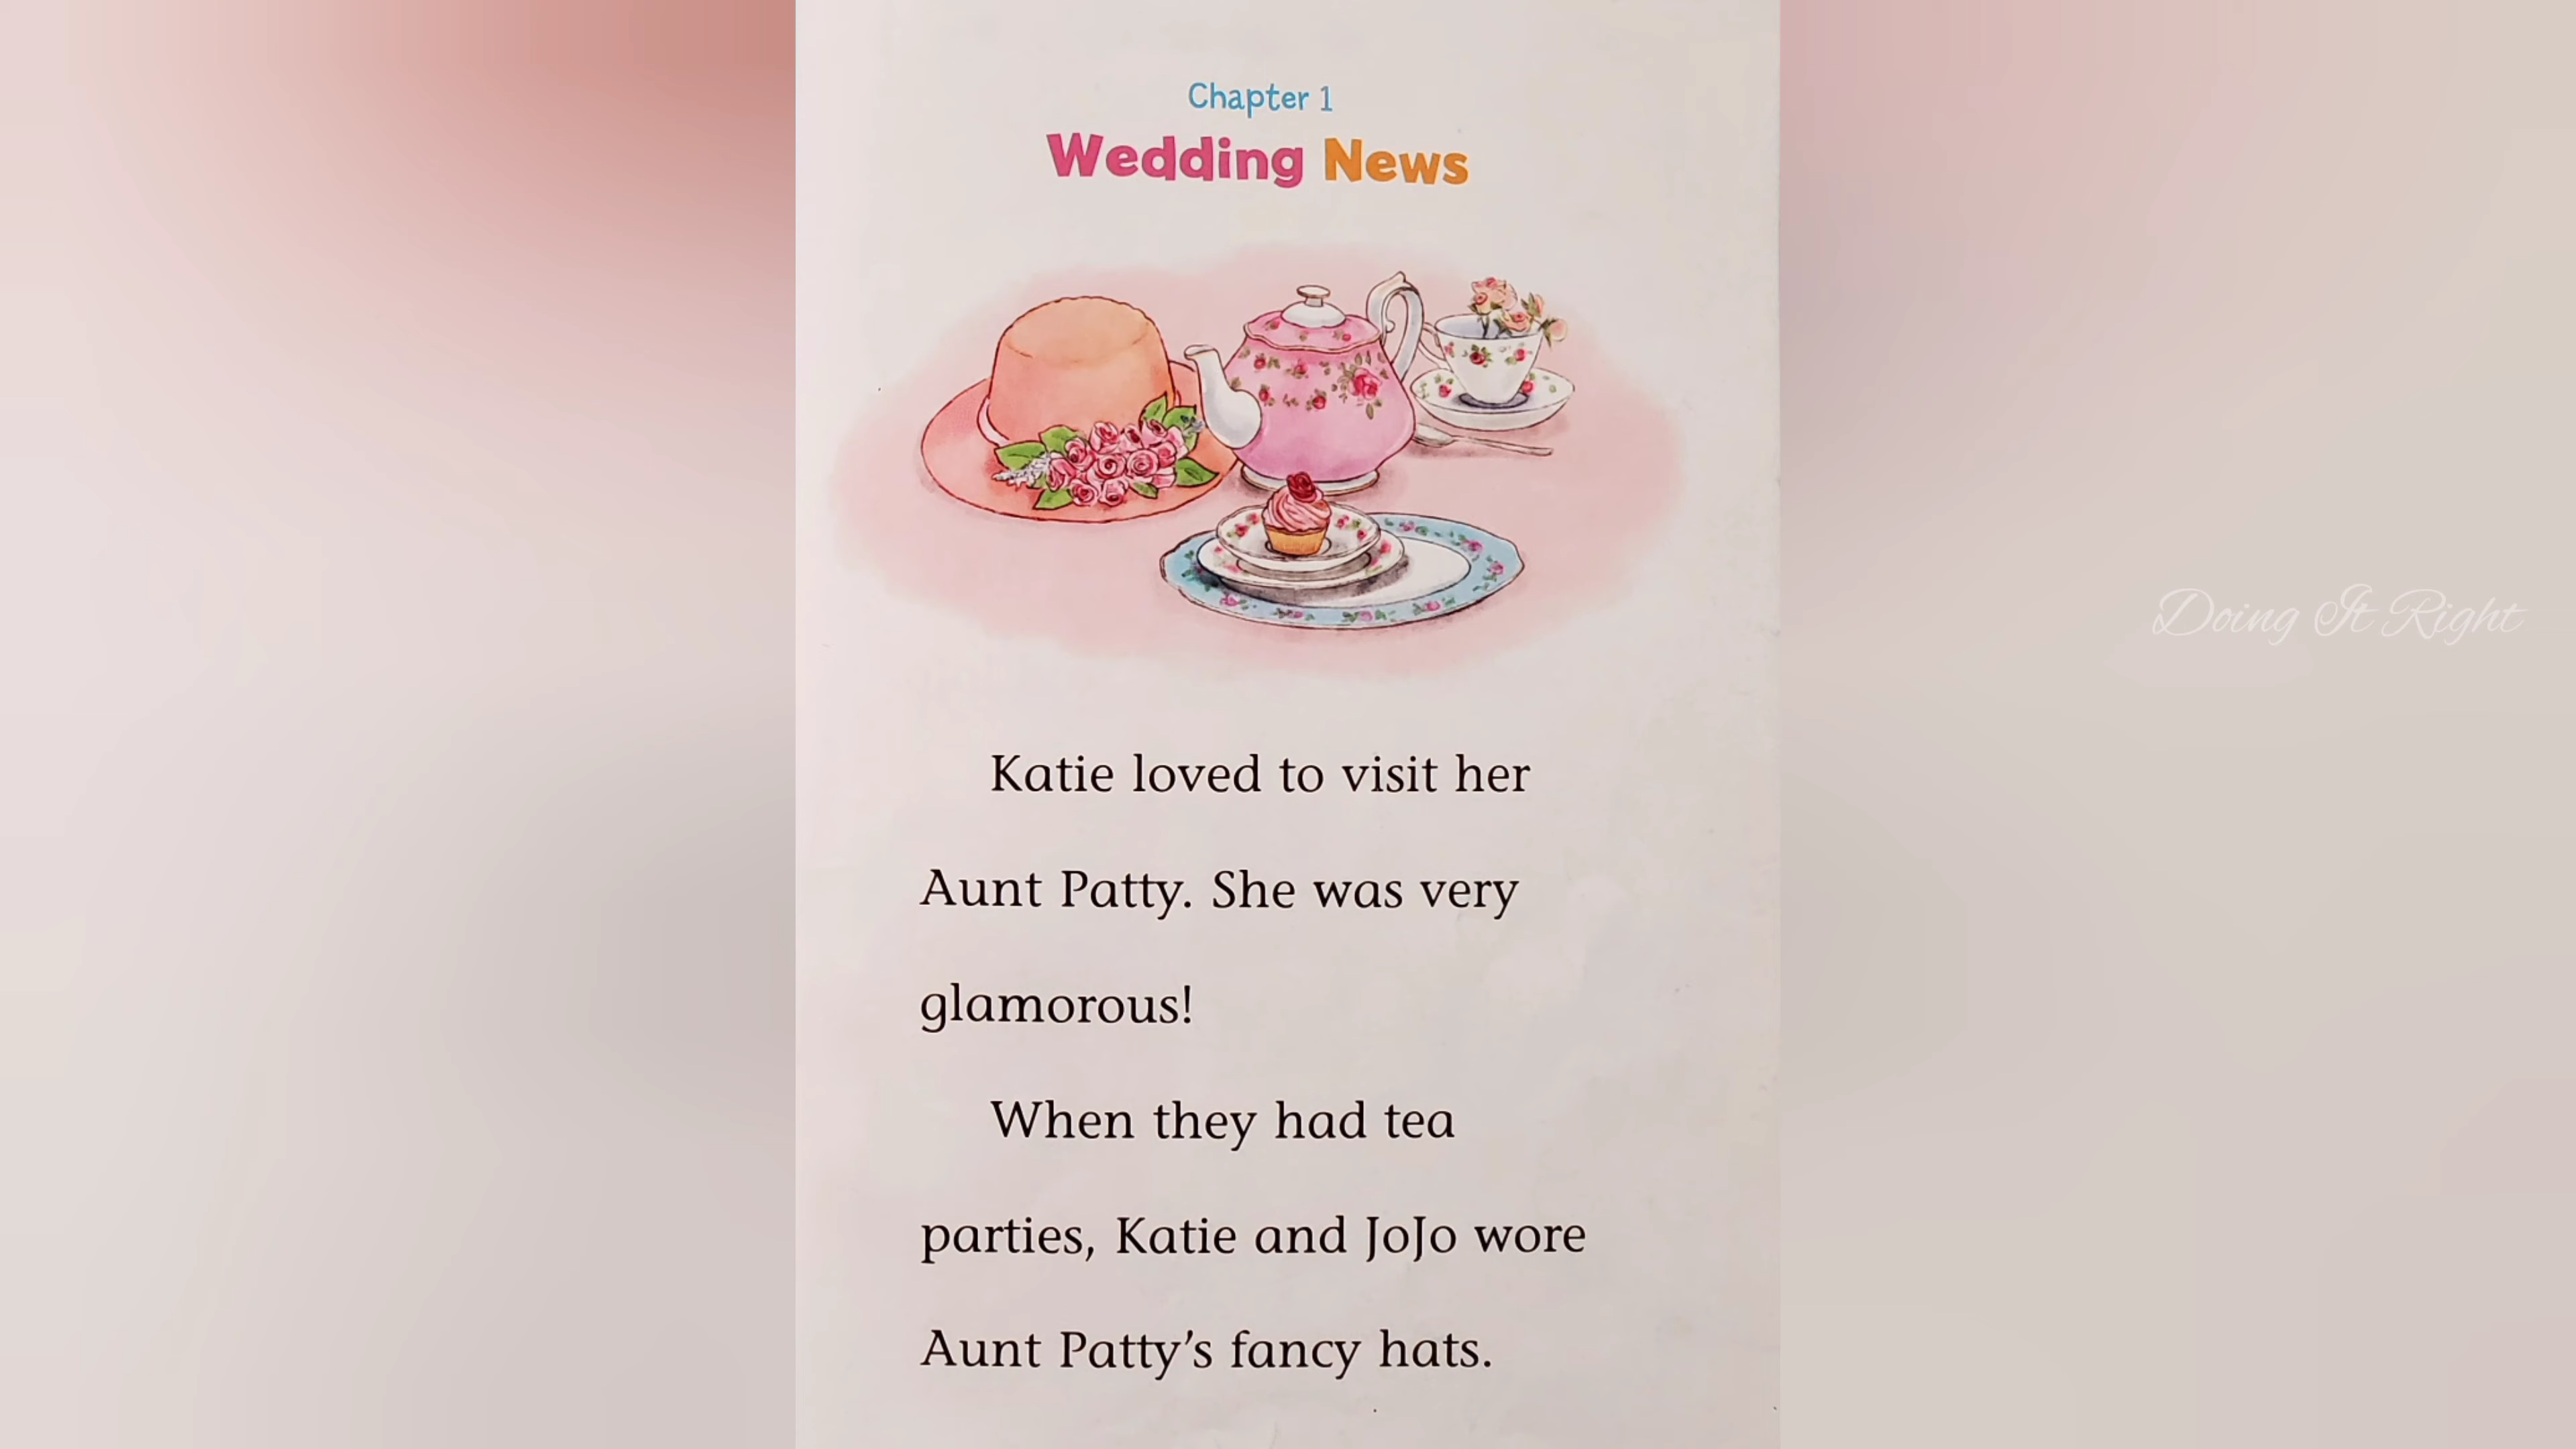 Chapter 1
Wedding News
Katie loved to visit her
Aunt Patty. She was very
glamorous!
When they had tea
parties, Katie and JoJo wore
Aunt Patty’s fancy hats.
Doing It Right